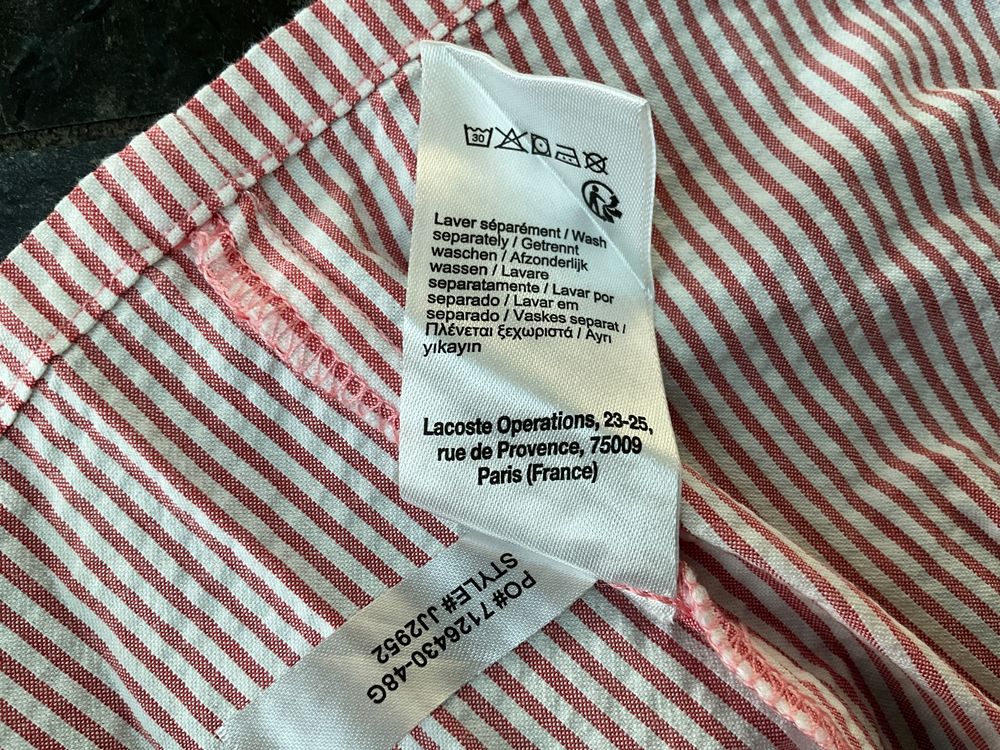 30
Laver séparément / Wash
separately / Getrennt
waschen / Afzonderlijk
wassen / Lavare
separatamente / Lavar por
separado / Lavar em
separado / Vaskes separat /
Πλένεται ξεχωριστά / Ayrı
yıkayın
Lacoste Operations, 23-25,
rue de Provence, 75009
Paris (France)
PO# 7126430-48G
STYLE# JJ2952